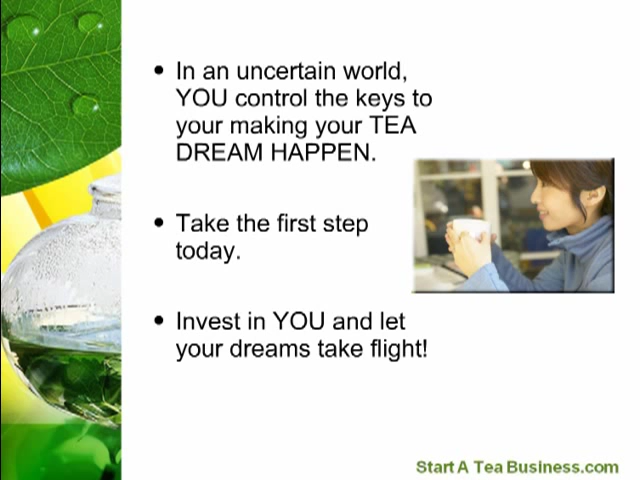 • In an uncertain world,
YOU control the keys to
your making your TEA
DREAM HAPPEN.
• Take the first step
today.
• Invest in YOU and let
your dreams take flight!
Start A Tea Business.com